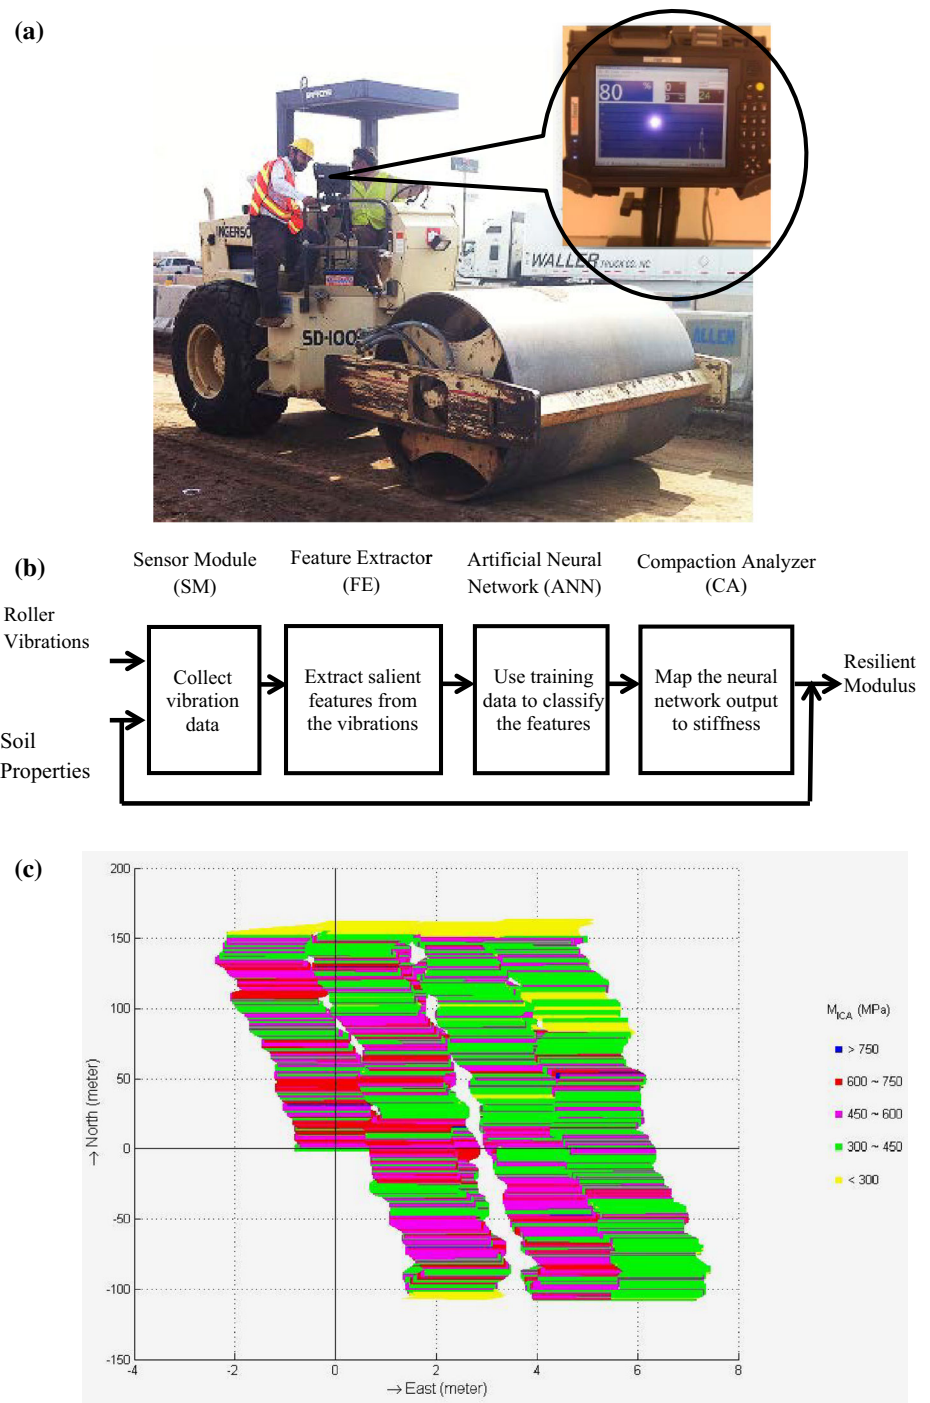 (a)
80 %
24
INGERSO
SD-100
WALLER TRUCK CO. INC
ALLEN
(b)
Sensor Module
(SM)
Feature Extractor
(FE)
Artificial Neural
Network (ANN)
Compaction Analyzer
(CA)
Roller
Vibrations
Soil
Properties
Collect
vibration
data
Extract salient
features from
the vibrations
Use training
data to classify
the features
Map the neural
network output
to stiffness
Resilient
Modulus
(c)
200
150
100
50
0
-50
-100
-150
→ North (meter)
-4
-2
0
2
4
6
8
→ East (meter)
MICA (MPa)
> 750
600 ~ 750
450 ~ 600
300 ~ 450
< 300